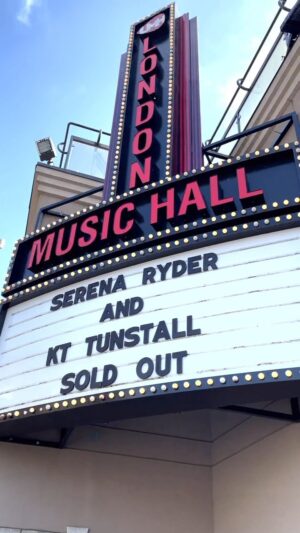 LONDON
MUSIC HALL
SERENA RYDER
AND
KT TUNSTALL
SOLD OUT